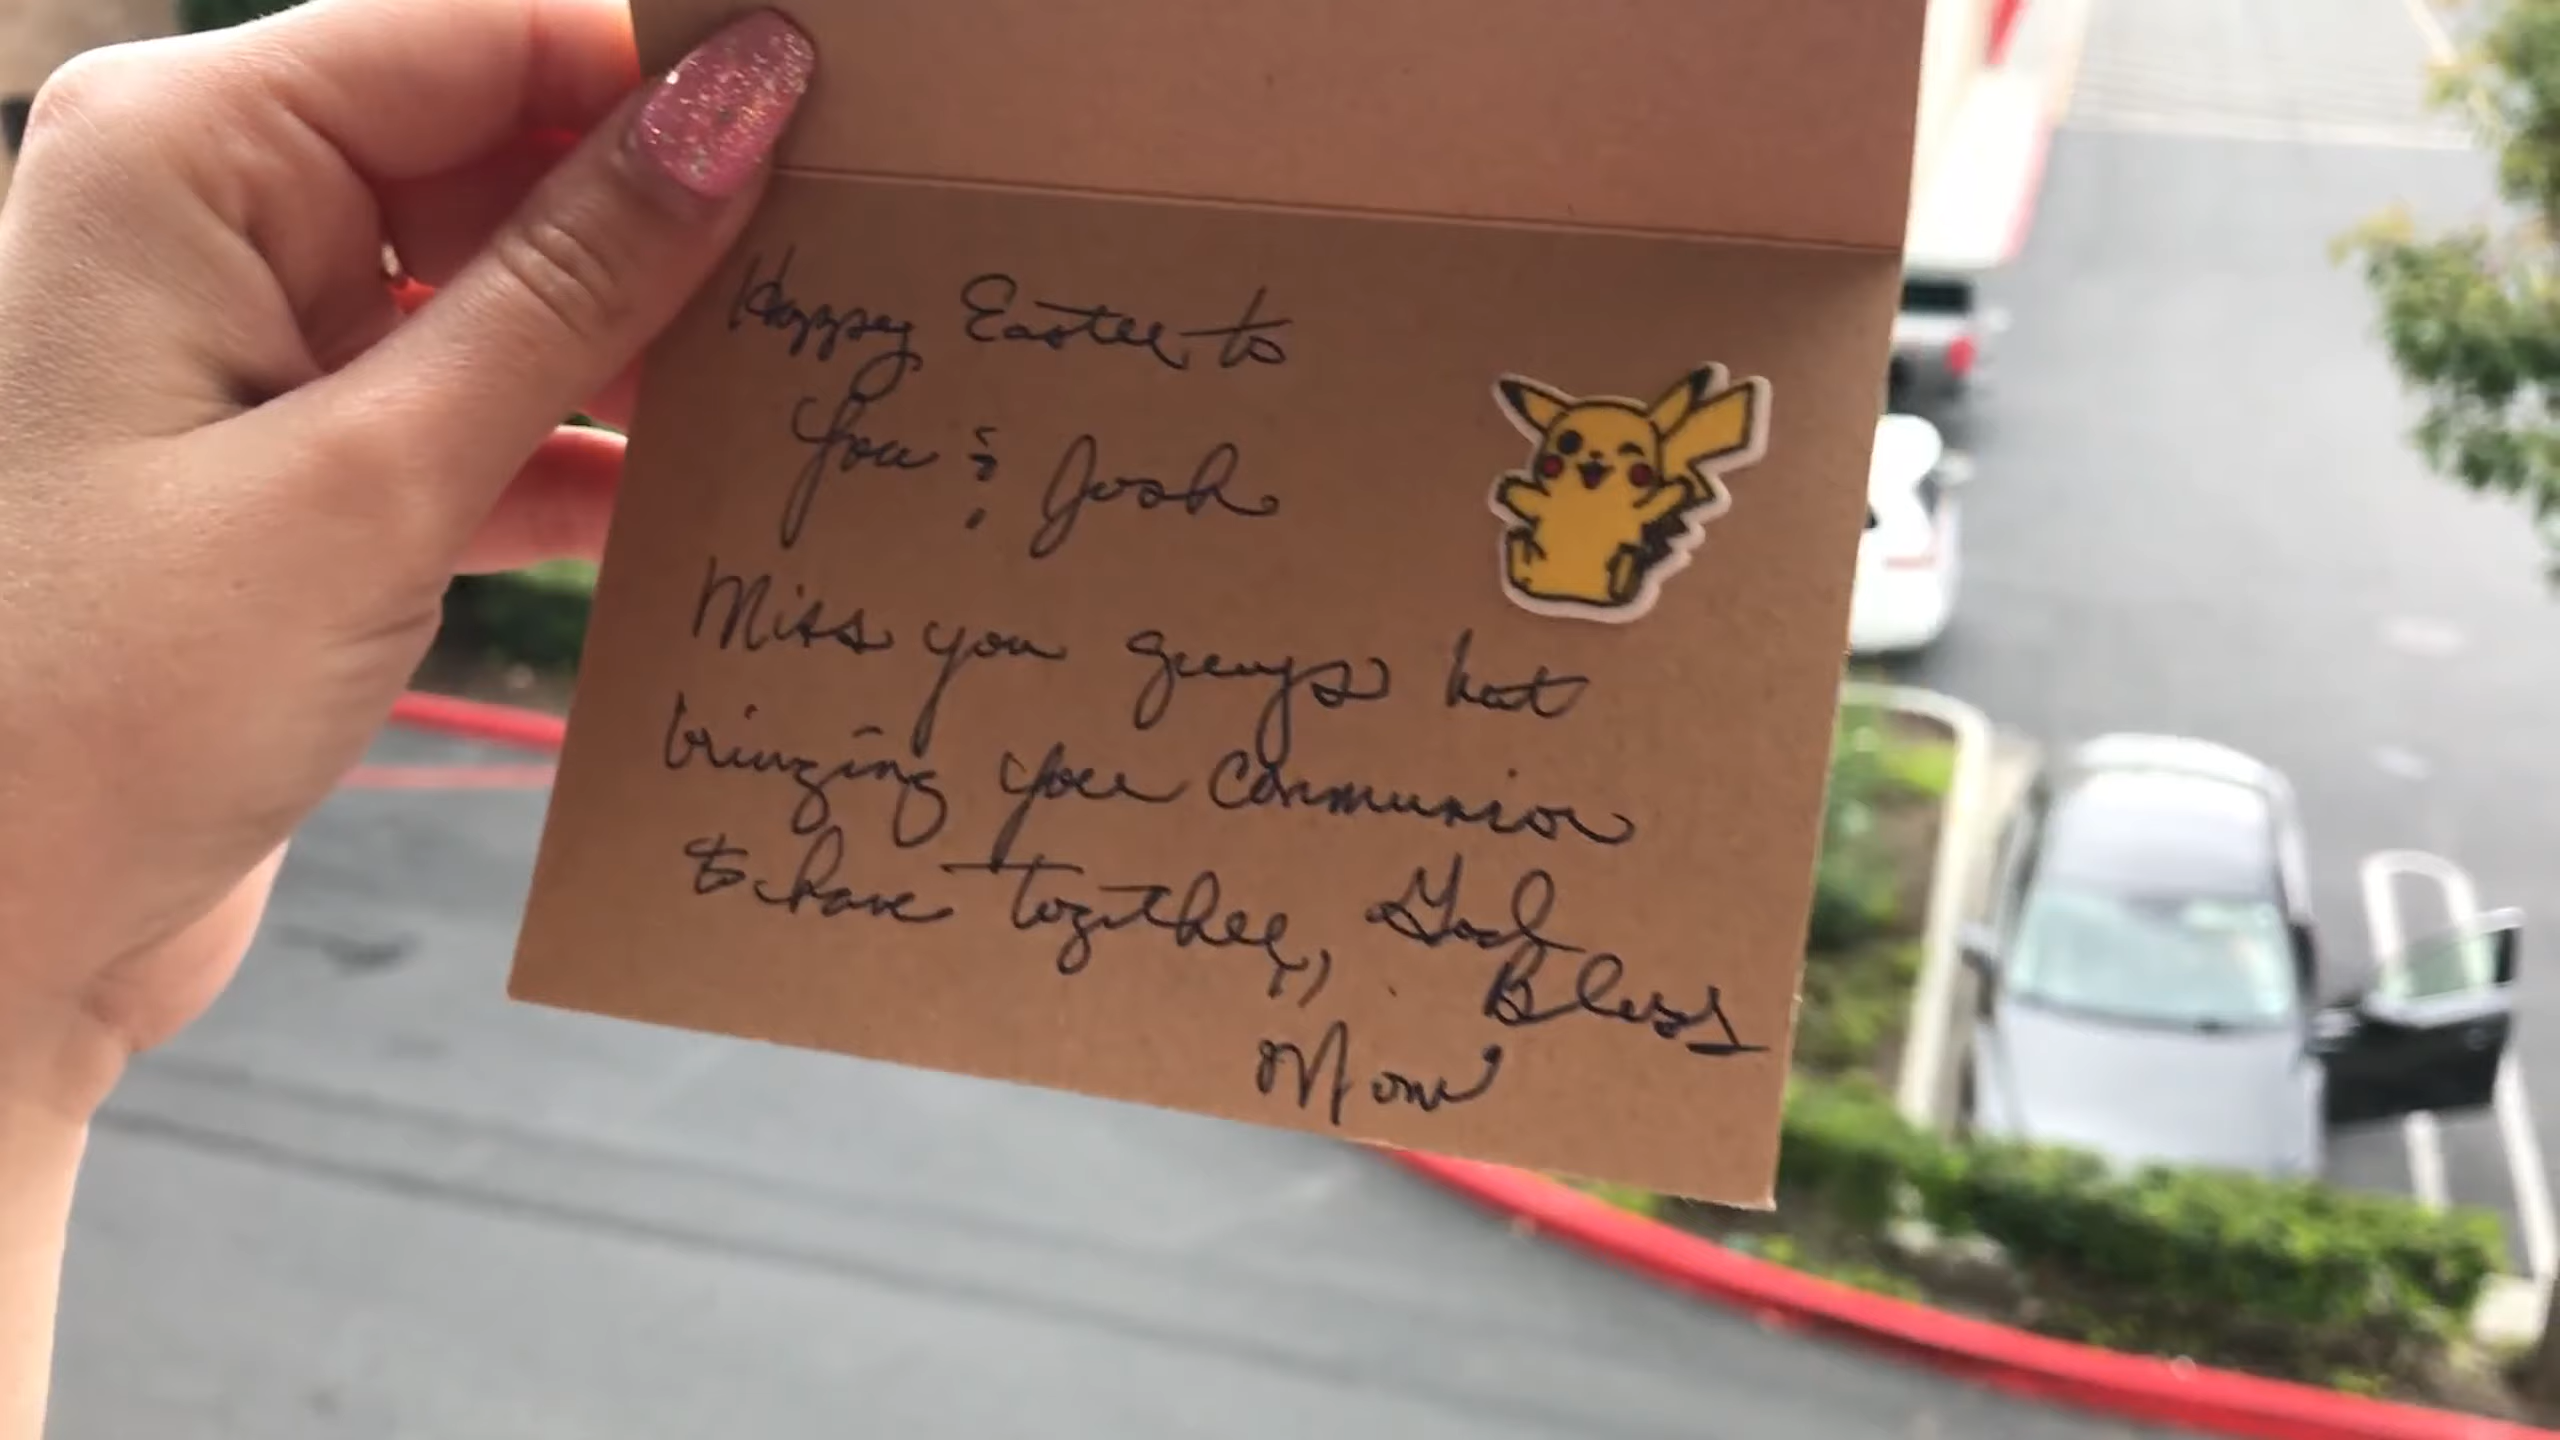 Happy Easter to
You & Josh
Miss you guys but
bringing you Communion
to have together, God
Bless
Mom